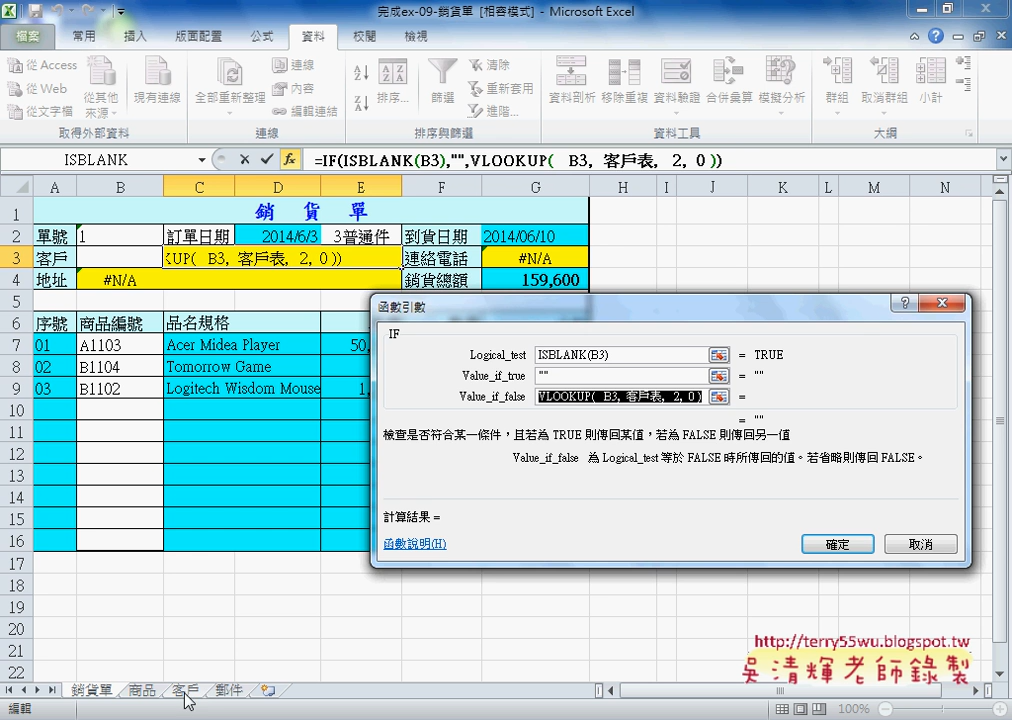 完成ex-09-銷貨單 [相容模式] - Microsoft Excel
檔案 常用 插入 版面配置 公式 資料 校閱 檢視
從 Access
從 Web
從文字檔
從其他來源
現有連線
全部重新整理
連線
內容
編輯連結
排序...
篩選
清除
重新套用
進階...
資料剖析 移除重複 資料驗證 合併彙算 模擬分析
群組 取消群組 小計
取得外部資料 連線 排序與篩選 資料工具 大綱
ISBLANK =IF(ISBLANK(B3),"",VLOOKUP( B3, 客戶表, 2, 0 ))
A B C D E F G H I J K L M N
1 銷 貨 單
2 單號 1 訂單日期 2014/6/3 3普通件 到貨日期 2014/06/10
3 客戶 KUP( B3, 客戶表, 2, 0 )) 連絡電話 #N/A
4 地址 #N/A 銷貨總額 159,600
5
6 序號 商品編號 品名規格
7 01 A1103 Acer Midea Player 50,
8 02 B1104 Tomorrow Game
9 03 B1102 Logitech Wisdom Mouse 1,
10
11
12
13
14
15
16
17
18
19
20
21
22
函數引數
IF
Logical_test ISBLANK(B3) = TRUE
Value_if_true "" = ""
Value_if_false VLOOKUP( B3, 客戶表, 2, 0 ) =
= ""
檢查是否符合某一條件，且若為 TRUE 則傳回某值，若為 FALSE 則傳回另一值
Value_if_false 為 Logical_test 等於 FALSE 時所傳回的值。若省略則傳回 FALSE。
計算結果 =
函數說明(H)
確定 取消
http://terry55wu.blogspot.tw
吳清輝老師錄製
銷貨單 商品 客戶 郵件
編輯 100%